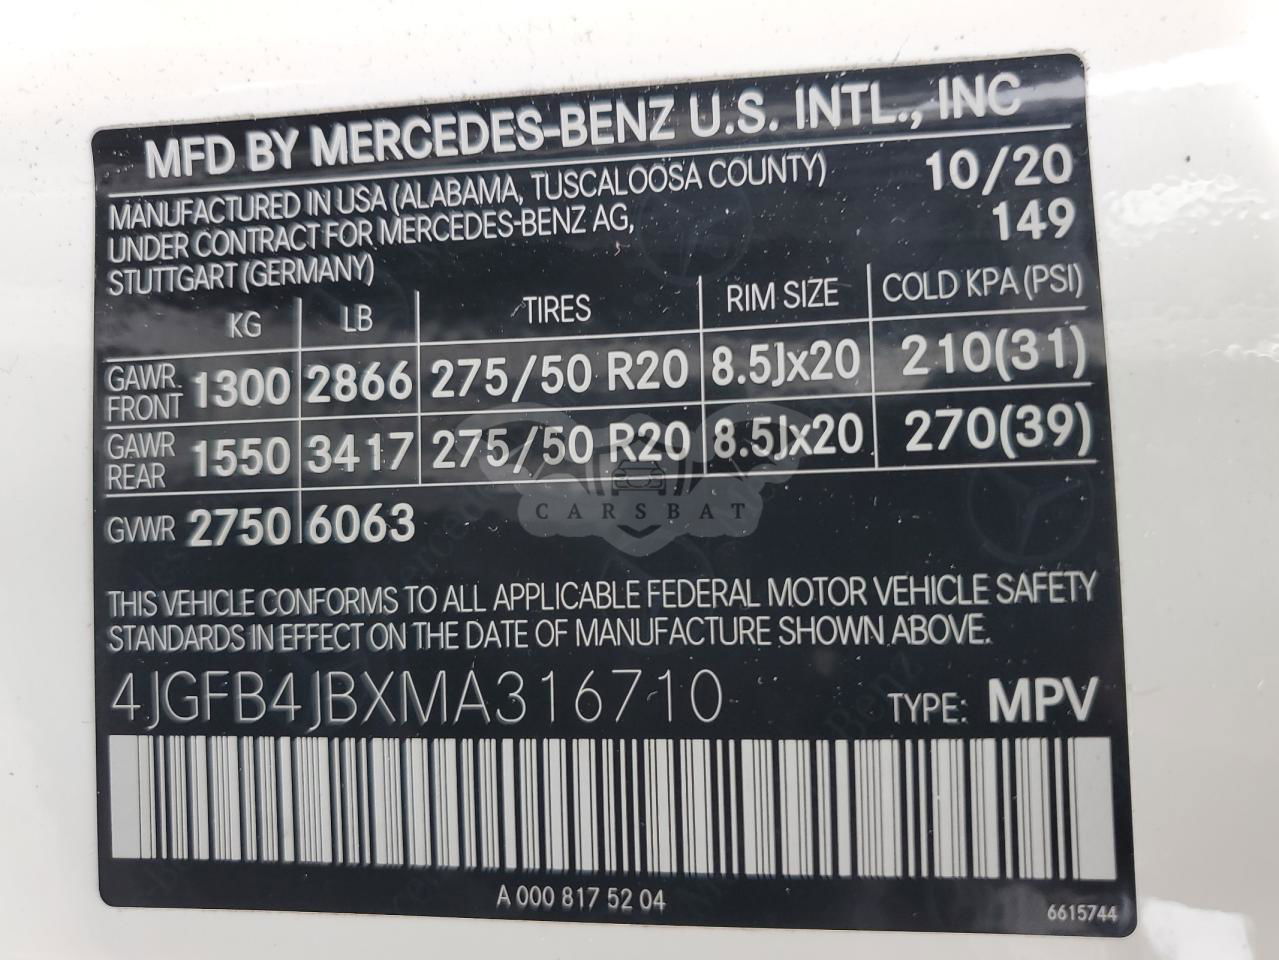 MFD BY MERCEDES-BENZ U.S. INTL., INC
MANUFACTURED IN USA (ALABAMA, TUSCALOOSA COUNTY) 10/20
UNDER CONTRACT FOR MERCEDES-BENZ AG, 149
STUTTGART (GERMANY)
KG LB TIRES RIM SIZE COLD KPA (PSI)
GAWR FRONT 1300 2866 275/50 R20 8.5Jx20 210(31)
GAWR REAR 1550 3417 275/50 R20 8.5Jx20 270(39)
GVWR 2750 6063
CARSBAT
THIS VEHICLE CONFORMS TO ALL APPLICABLE FEDERAL MOTOR VEHICLE SAFETY
STANDARDS IN EFFECT ON THE DATE OF MANUFACTURE SHOWN ABOVE.
4JGFB4JBXMA316710 TYPE: MPV
A 000 817 52 04
6615744